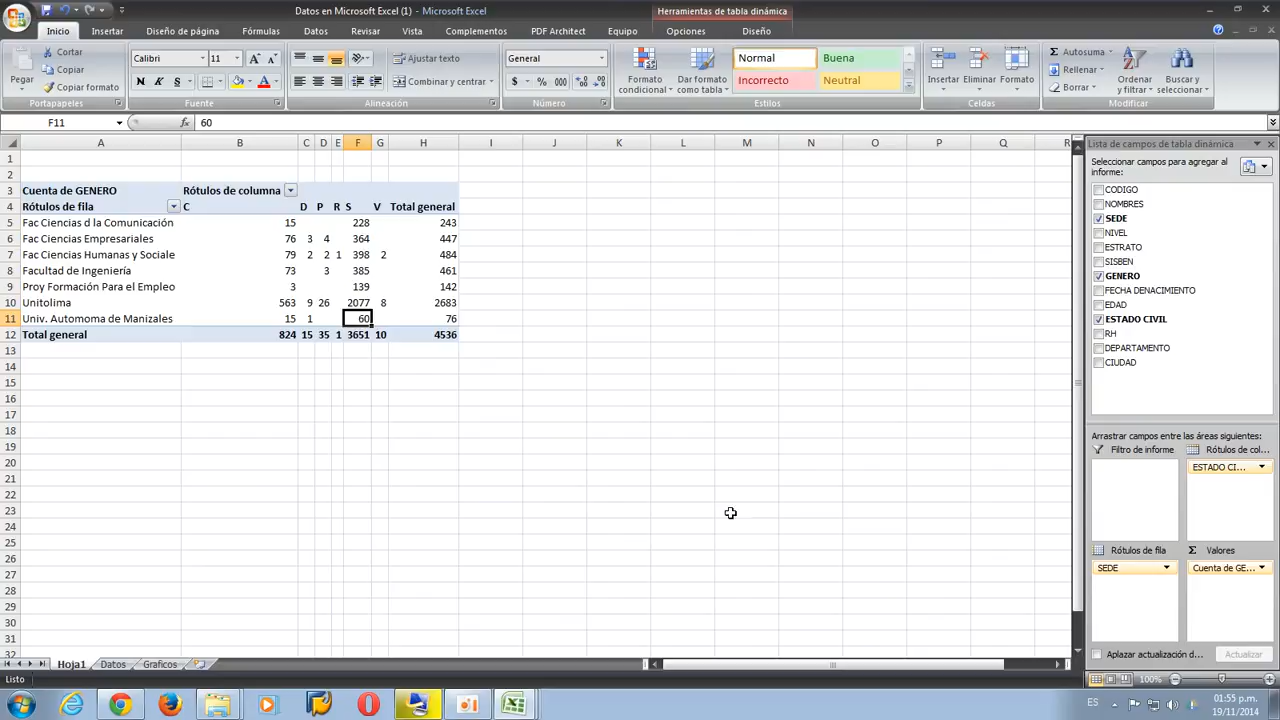 Datos en Microsoft Excel (1) - Microsoft Excel
Herramientas de tabla dinámica
Inicio Insertar Diseño de página Fórmulas Datos Revisar Vista Complementos PDF Architect Equipo Opciones Diseño
Pegar
Cortar
Copiar
Copiar formato
Portapapeles
Calibri 11
N K S
Fuente
Ajustar texto
Combinar y centrar
Alineación
General
$ % 000
Número
Formato condicional
Dar formato como tabla
Normal Buena
Incorrecto Neutral
Estilos
Insertar Eliminar Formato
Celdas
Autosuma
Rellenar
Borrar
Ordenar y filtrar
Buscar y seleccionar
Modificar
F11 fx 60
A B C D E F G H I J K L M N O P Q R
1
2
3 Cuenta de GENERO Rótulos de columna
4 Rótulos de fila C D P R S V Total general
5 Fac Ciencias d la Comunicación 15 228 243
6 Fac Ciencias Empresariales 76 3 4 364 447
7 Fac Ciencias Humanas y Sociale 79 2 2 1 398 2 484
8 Facultad de Ingeniería 73 3 385 461
9 Proy Formación Para el Empleo 3 139 142
10 Unitolima 563 9 26 2077 8 2683
11 Univ. Automoma de Manizales 15 1 60 76
12 Total general 824 15 35 1 3651 10 4536
13
14
15
16
17
18
19
20
21
22
23
24
25
26
27
28
29
30
31
32
Lista de campos de tabla dinámica
Seleccionar campos para agregar al
informe:
CODIGO
NOMBRES
SEDE
NIVEL
ESTRATO
SISBEN
GENERO
FECHA DENACIMIENTO
EDAD
ESTADO CIVIL
RH
DEPARTAMENTO
CIUDAD
Arrastrar campos entre las áreas siguientes:
Filtro de informe Rótulos de col...
ESTADO CI...
Rótulos de fila Σ Valores
SEDE Cuenta de GE...
Aplazar actualización d... Actualizar
Hoja1 Datos Graficos
Listo 100%
ES 01:55 p.m.
19/11/2014